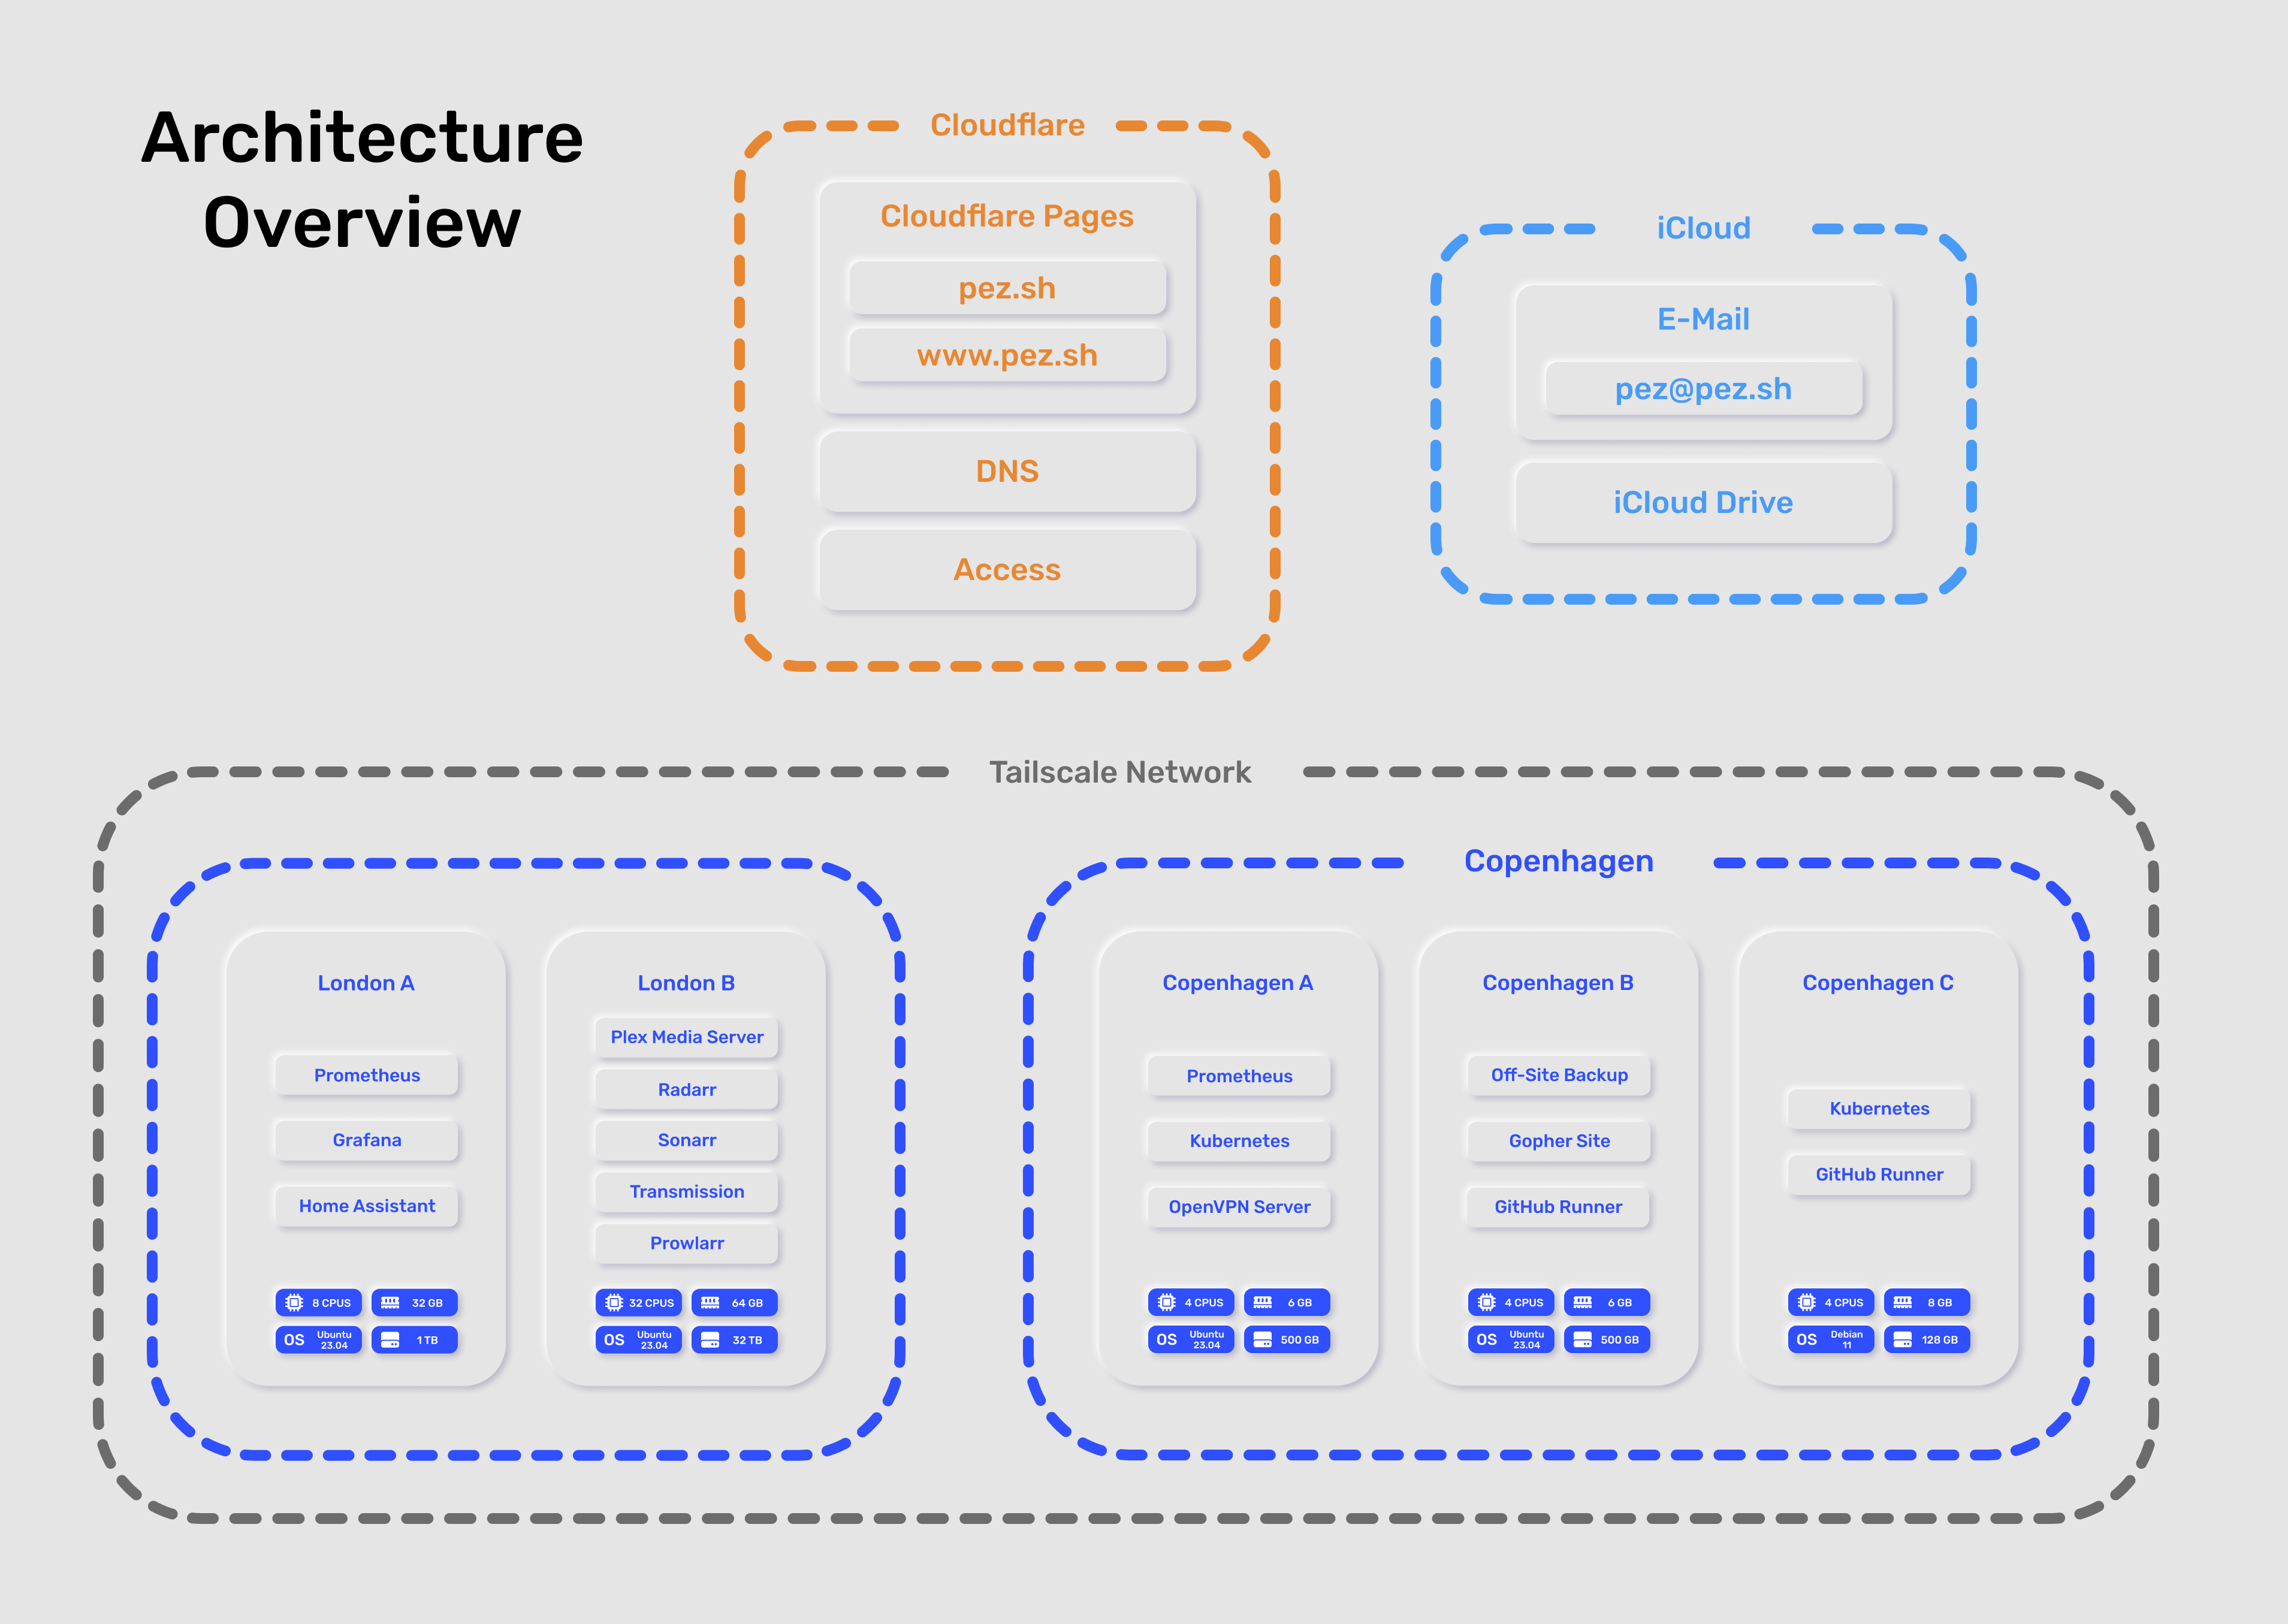 Architecture
Overview
Cloudflare
Cloudflare Pages
pez.sh
www.pez.sh
DNS
Access
iCloud
E-Mail
pez@pez.sh
iCloud Drive
Tailscale Network
London A
Prometheus
Grafana
Home Assistant
8 CPUS
32 GB
OS
Ubuntu
23.04
1 TB
London B
Plex Media Server
Radarr
Sonarr
Transmission
Prowlarr
32 CPUS
64 GB
OS
Ubuntu
23.04
32 TB
Copenhagen
Copenhagen A
Prometheus
Kubernetes
OpenVPN Server
4 CPUS
6 GB
OS
Ubuntu
23.04
500 GB
Copenhagen B
Off-Site Backup
Gopher Site
GitHub Runner
4 CPUS
6 GB
OS
Ubuntu
23.04
500 GB
Copenhagen C
Kubernetes
GitHub Runner
4 CPUS
8 GB
OS
Debian
11
128 GB